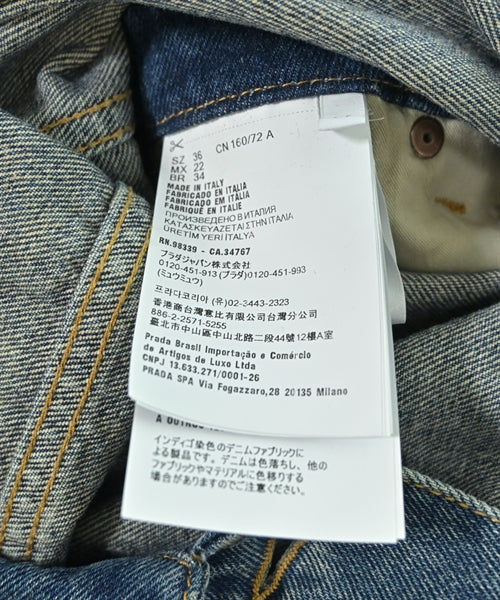 SZ 36 CN 160/72 A
MX 22
BR 34
MADE IN ITALY
FABRICADO EN ITALIA
FABRICADO EM ITÁLIA
FABRIQUÉ EN ITALIE
ПРОИЗВЕДЕНО В ИТАЛИЯ
ΚΑΤΑΣΚΕΥΑΖΕΤΑΙ ΣΤΗΝ ΙΤΑΛΙΑ
ÜRETİM YERİ İTALYA
RN.98339 - CA.34767
プラダジャパン株式会社
0120-451-913 (プラダ) 0120-451-993
(ミュウミュウ)
프라다코리아 (유) 02-3443-2323
香港商台灣意比有限公司台灣分公司
886-2-2571-5255
臺北市中山區中山北路二段44號12樓A室
Prada Brasil Importação e Comércio
de Artigos de Luxo Ltda
CNPJ 13.633.271/0001-26
PRADA SPA Via Fogazzaro,28 20135 Milano
A OUTROS
インディゴ染色のデニムファブリックに
よる製品です。デニムは色落ちし、他の
ファブリックやマテリアルに色移りする
場合がありますのでご注意ください。